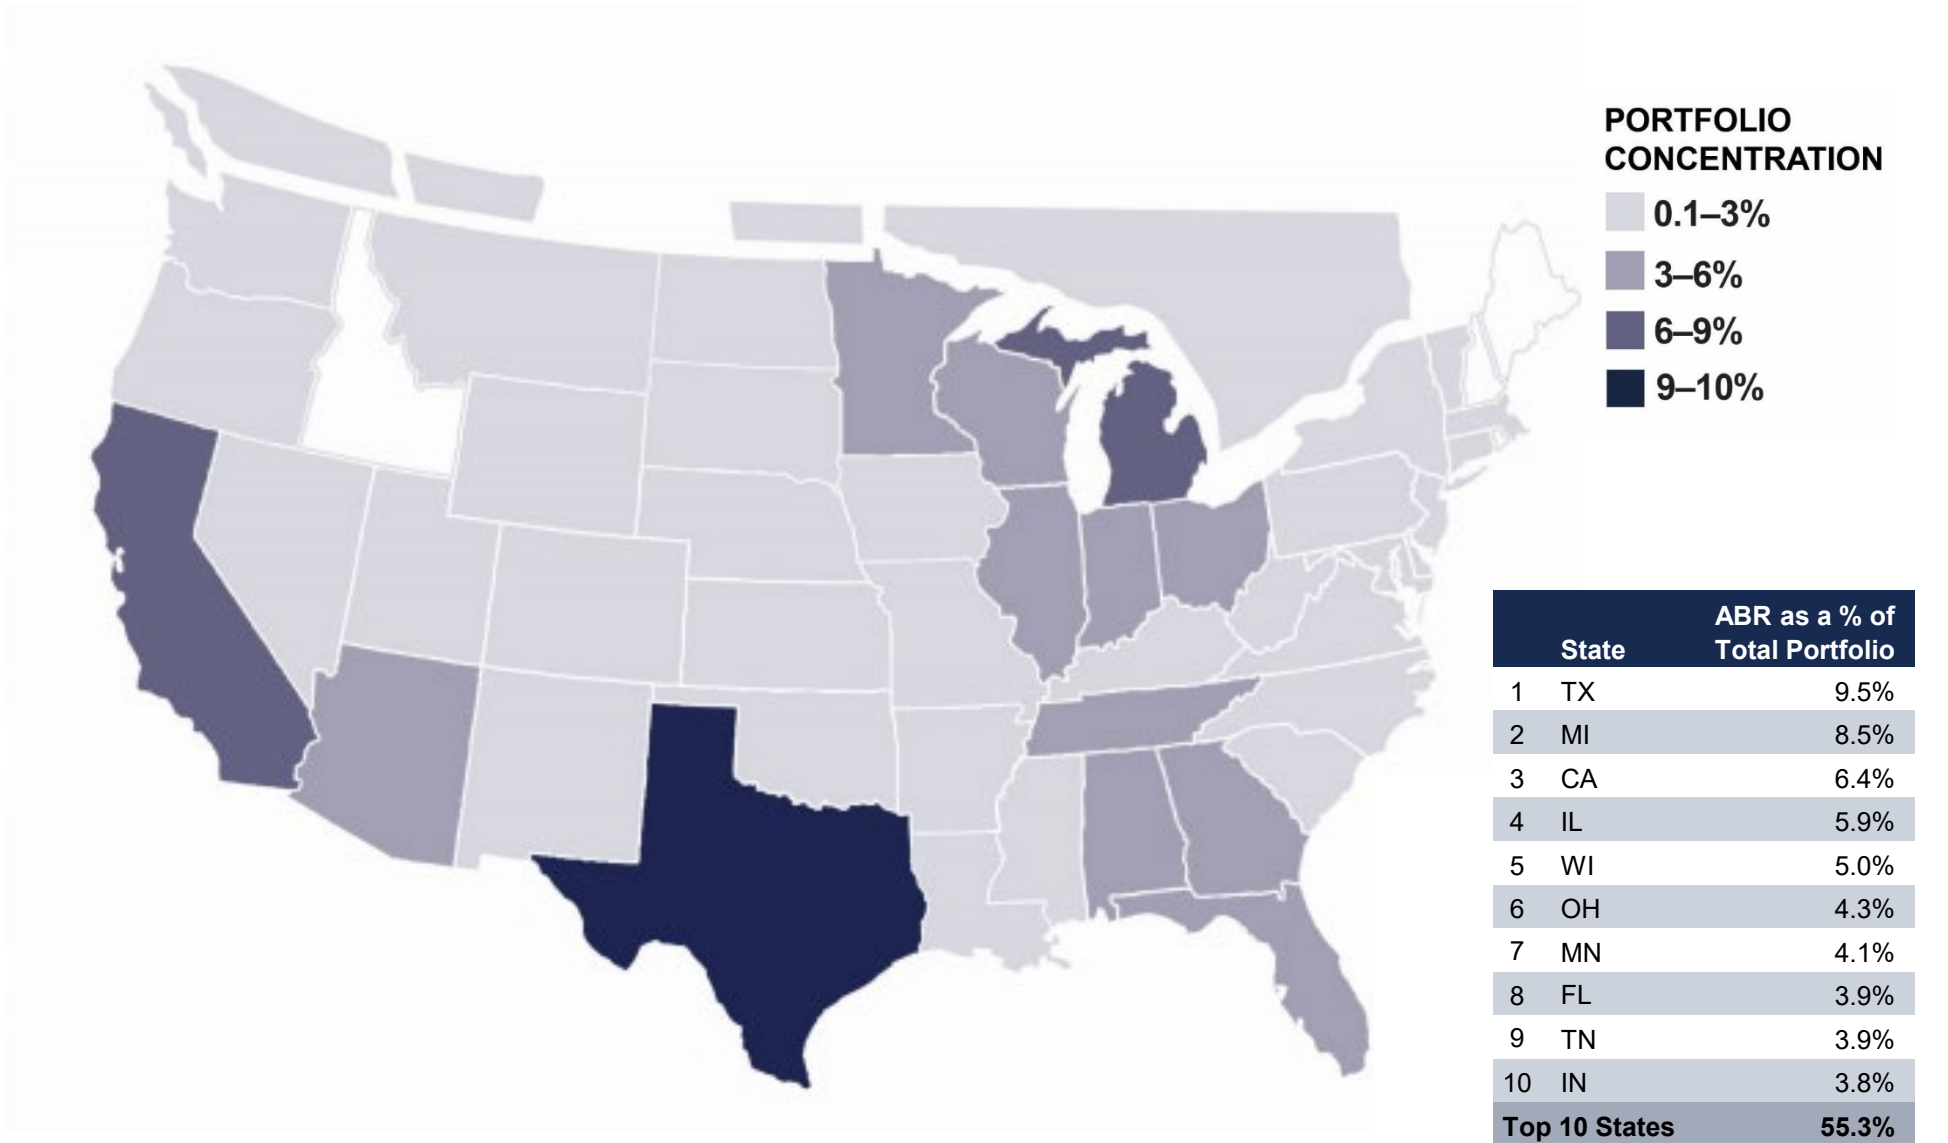 PORTFOLIO
CONCENTRATION
0.1–3%
3–6%
6–9%
9–10%
ABR as a % of
State Total Portfolio
1 TX 9.5%
2 MI 8.5%
3 CA 6.4%
4 IL 5.9%
5 WI 5.0%
6 OH 4.3%
7 MN 4.1%
8 FL 3.9%
9 TN 3.9%
10 IN 3.8%
Top 10 States 55.3%